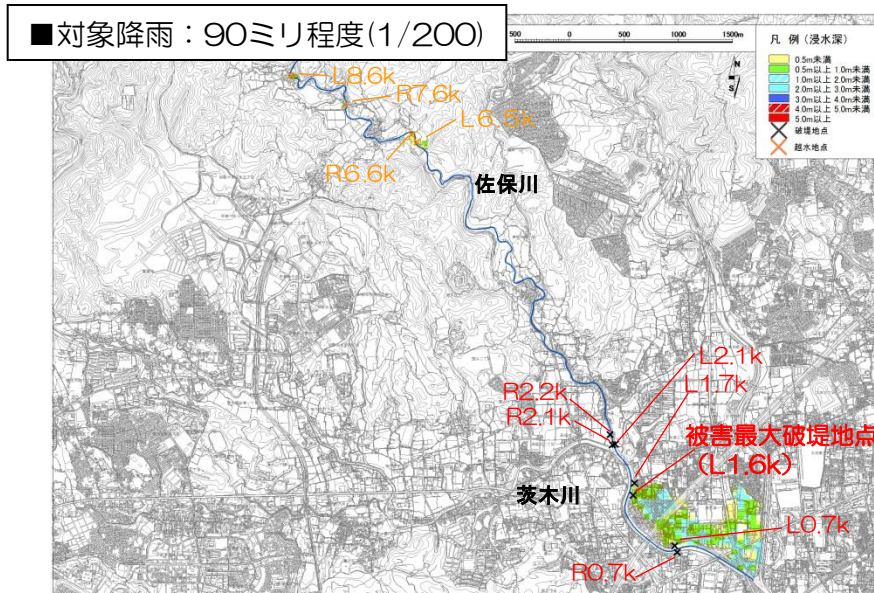 ■対象降雨：90ミリ程度(1/200)
500 0 500 1000 1500m
凡 例 (浸水深)
0.5m未満
0.5m以上 1.0m未満
1.0m以上 2.0m未満
2.0m以上 3.0m未満
3.0m以上 4.0m未満
4.0m以上 5.0m未満
5.0m以上
破堤地点
越水地点
N
S
L8.6k
R7.6k
L6.5k
R6.6k
佐保川
L2.1k
L1.7k
R2.2k
R2.1k
被害最大破堤地点
(L1.6k)
茨木川
L0.7k
R0.7k